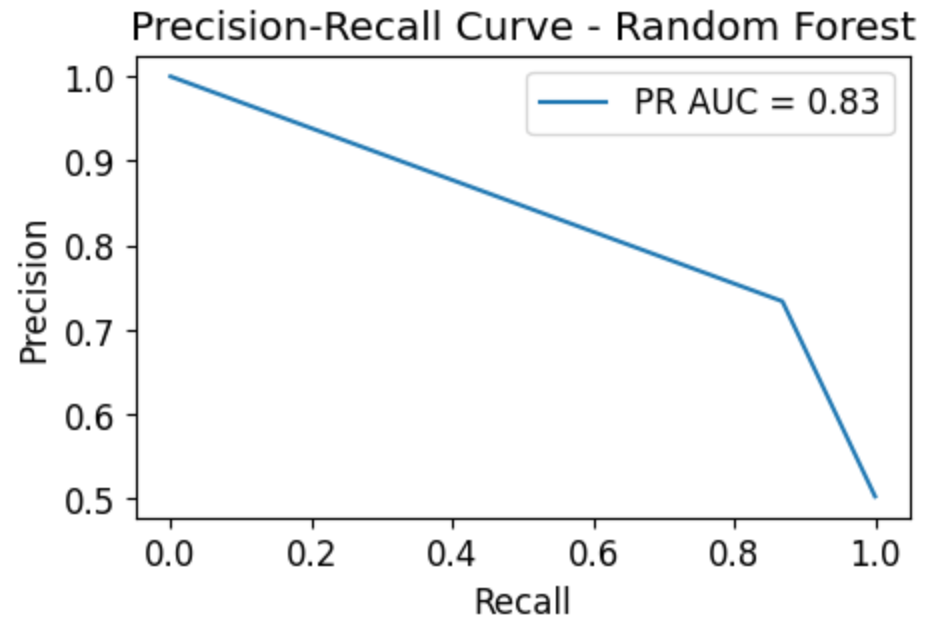 Precision-Recall Curve - Random Forest
PR AUC = 0.83
Precision
1.0
0.9
0.8
0.7
0.6
0.5
0.0 0.2 0.4 0.6 0.8 1.0
Recall